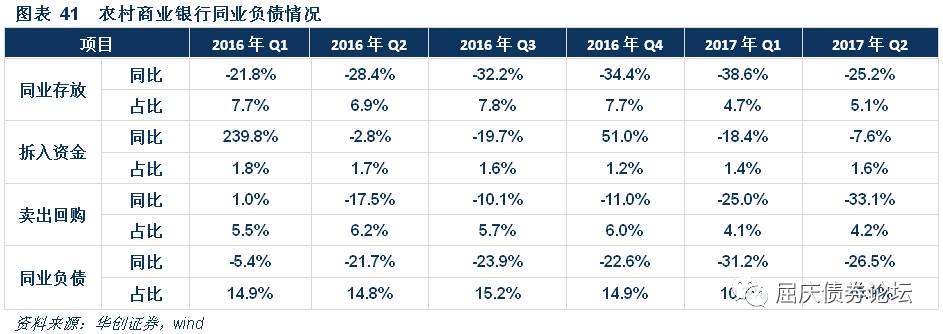 图表 41 农村商业银行同业负债情况
项目 2016 年 Q1 2016 年 Q2 2016 年 Q3 2016 年 Q4 2017 年 Q1 2017 年 Q2
同业存放 同比 -21.8% -28.4% -32.2% -34.4% -38.6% -25.2%
占比 7.7% 6.9% 7.8% 7.7% 4.7% 5.1%
拆入资金 同比 239.8% -2.8% -19.7% 51.0% -18.4% -7.6%
占比 1.8% 1.7% 1.6% 1.2% 1.4% 1.6%
卖出回购 同比 1.0% -17.5% -10.1% -11.0% -25.0% -33.1%
占比 5.5% 6.2% 5.7% 6.0% 4.1% 4.2%
同业负债 同比 -5.4% -21.7% -23.9% -22.6% -31.2% -26.5%
占比 14.9% 14.8% 15.2% 14.9%
屈庆债券论坛
资料来源：华创证券，wind